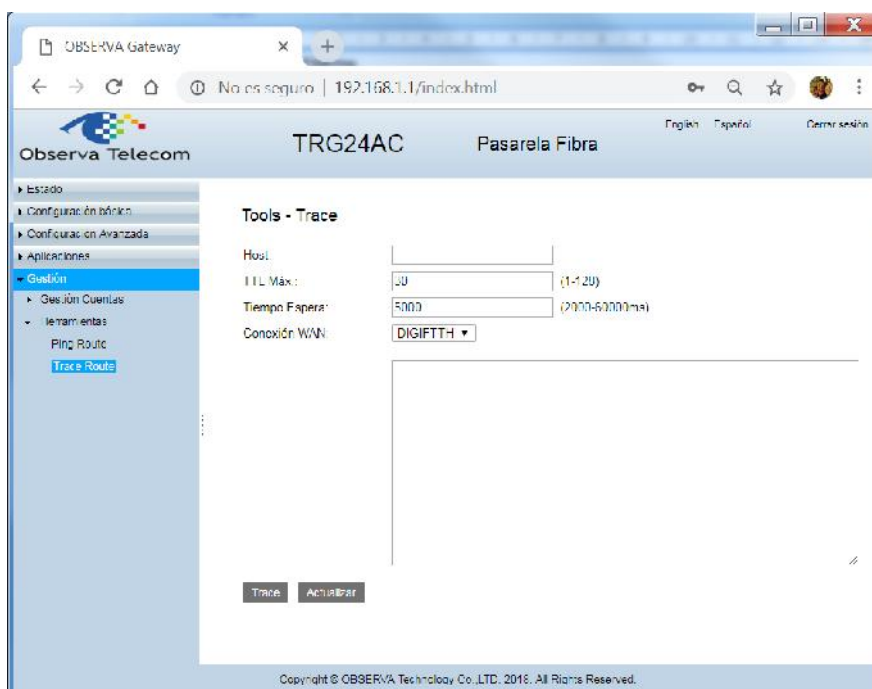 OBSERVA Gateway
No es seguro | 192.168.1.1/index.html
Observa Telecom
TRG24AC
Pasarela Fibra
English Español
Cerrar sesión
Estado
Configuración básica
Configuración Avanzada
Aplicaciones
Gestión
Gestión Cuentas
Herramientas
Ping Route
Trace Route
Tools - Trace
Host
TTL Máx.: 30 (1-128)
Tiempo Espera: 5000 (2000-60000ms)
Conexión WAN: DIGIFTTH
Trace Actualizar
Copyright © OBSERVA Technology Co.,LTD. 2018. All Rights Reserved.